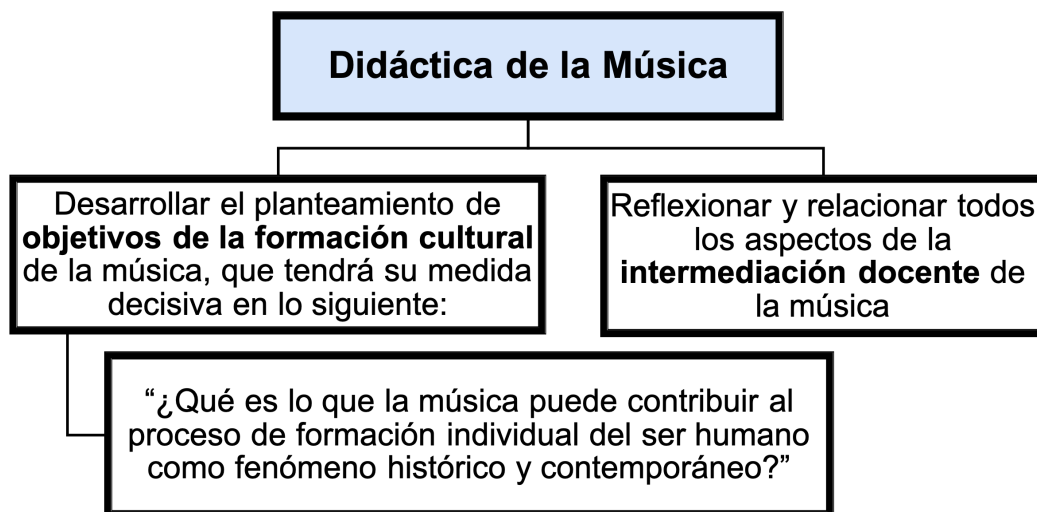 Didáctica de la Música
Desarrollar el planteamiento de
objetivos de la formación cultural
de la música, que tendrá su medida
decisiva en lo siguiente:
Reflexionar y relacionar todos
los aspectos de la
intermediación docente de
la música
“¿Qué es lo que la música puede contribuir al
proceso de formación individual del ser humano
como fenómeno histórico y contemporáneo?”